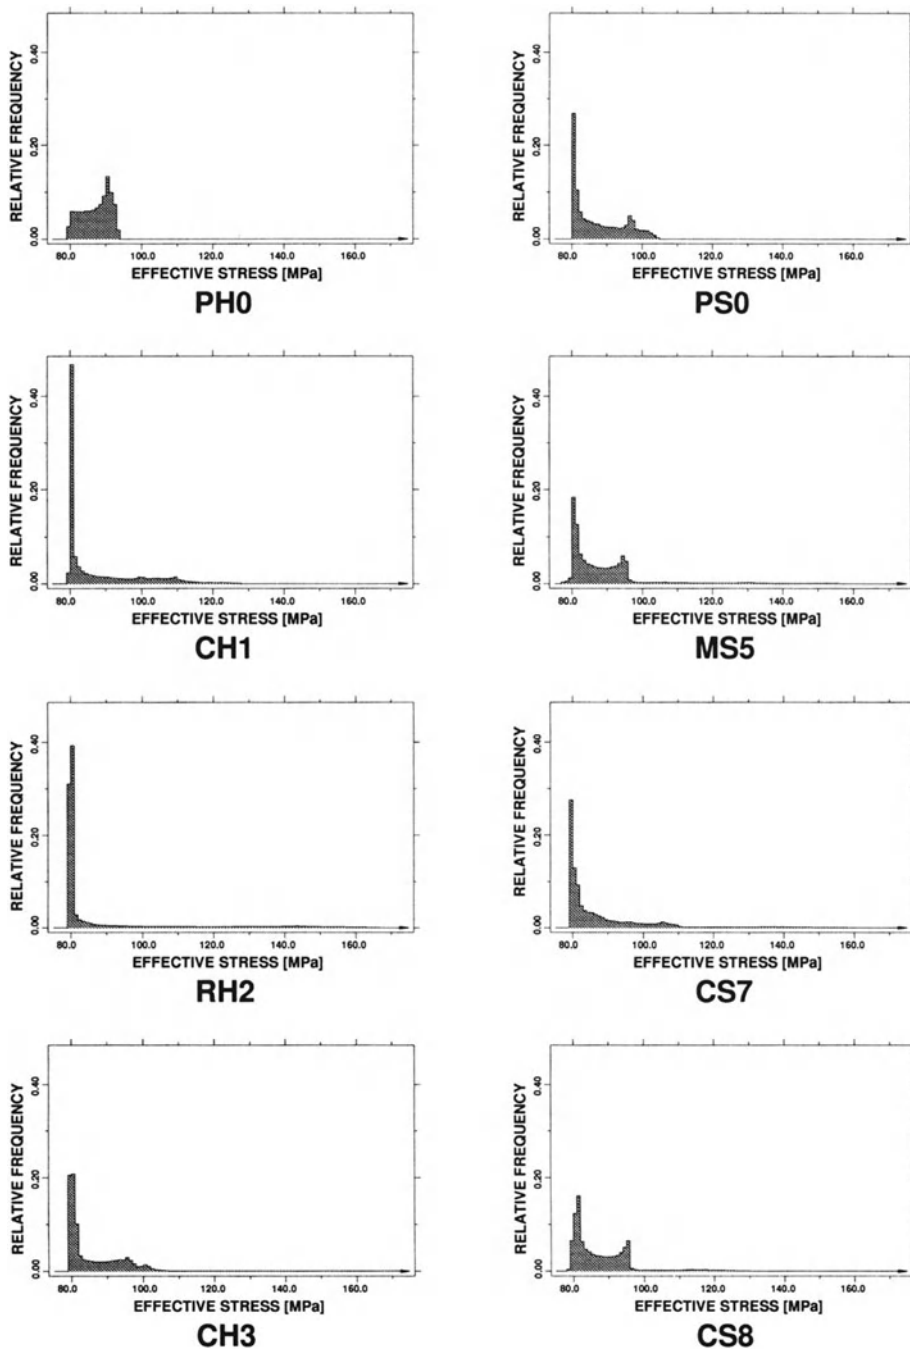 RELATIVE FREQUENCY
0.40
0.20
0.00
80.0 100.0 120.0 140.0 160.0
EFFECTIVE STRESS [MPa]
PH0
RELATIVE FREQUENCY
0.40
0.20
0.00
80.0 100.0 120.0 140.0 160.0
EFFECTIVE STRESS [MPa]
PS0
RELATIVE FREQUENCY
0.40
0.20
0.00
80.0 100.0 120.0 140.0 160.0
EFFECTIVE STRESS [MPa]
CH1
RELATIVE FREQUENCY
0.40
0.20
0.00
80.0 100.0 120.0 140.0 160.0
EFFECTIVE STRESS [MPa]
MS5
RELATIVE FREQUENCY
0.40
0.20
0.00
80.0 100.0 120.0 140.0 160.0
EFFECTIVE STRESS [MPa]
RH2
RELATIVE FREQUENCY
0.40
0.20
0.00
80.0 100.0 120.0 140.0 160.0
EFFECTIVE STRESS [MPa]
CS7
RELATIVE FREQUENCY
0.40
0.20
0.00
80.0 100.0 120.0 140.0 160.0
EFFECTIVE STRESS [MPa]
CH3
RELATIVE FREQUENCY
0.40
0.20
0.00
80.0 100.0 120.0 140.0 160.0
EFFECTIVE STRESS [MPa]
CS8